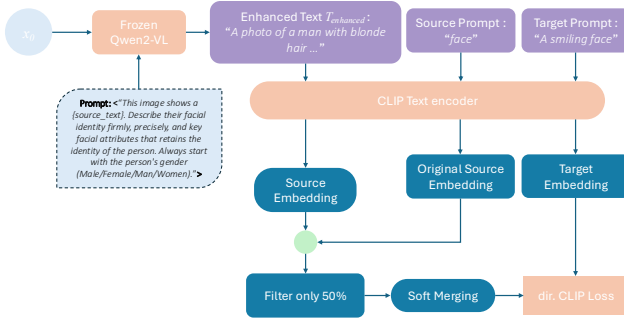 x₀
Frozen
Qwen2-VL
Enhanced Text T_enhanced :
“A photo of a man with blonde
hair …”
Source Prompt :
“face”
Target Prompt :
“A smiling face”
Prompt: <“This image shows a
{source_text}. Describe their facial
identity firmly, precisely, and key
facial attributes that retains the
identity of the person. Always start
with the person's gender
(Male/Female/Man/Women).”>
CLIP Text encoder
Source
Embedding
Original Source
Embedding
Target
Embedding
Filter only 50%
Soft Merging
dir. CLIP Loss